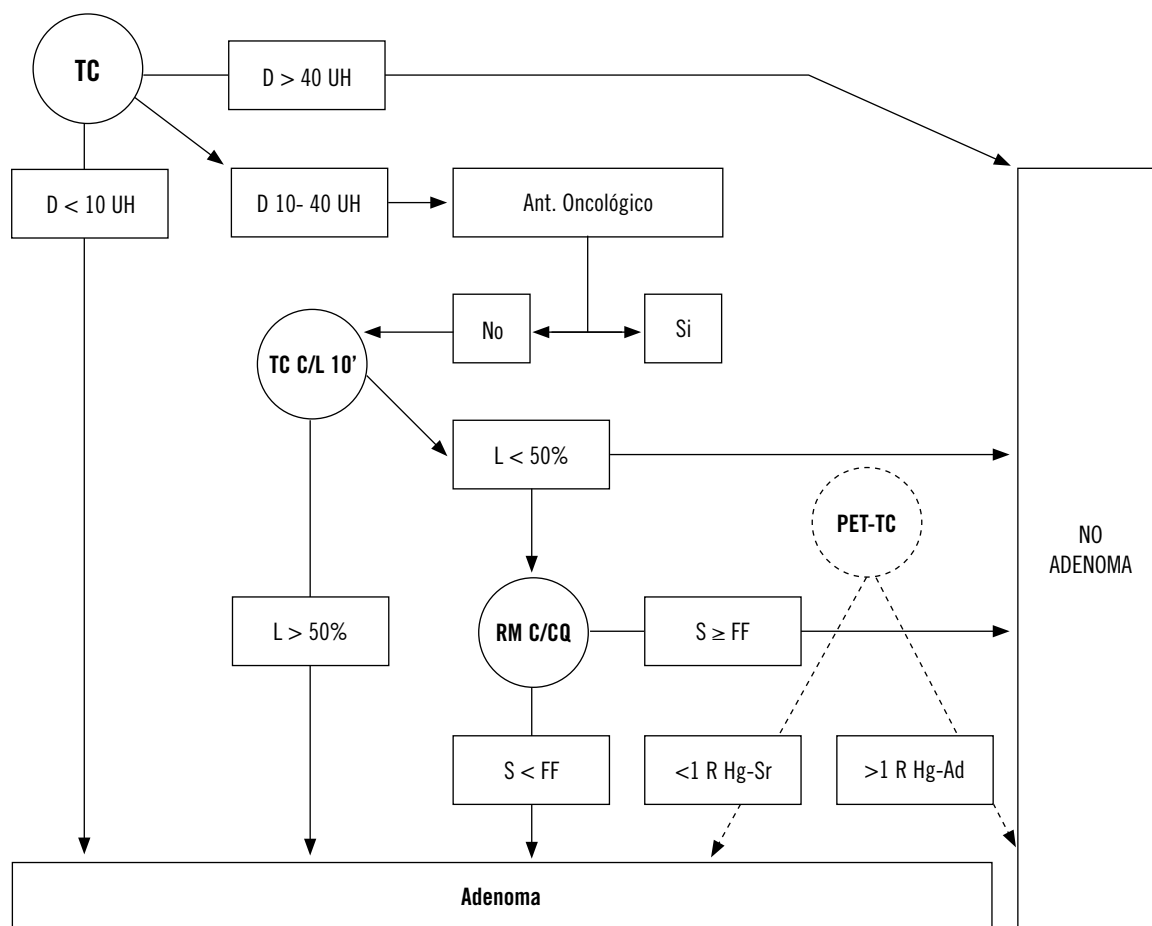 TC
D > 40 UH
D < 10 UH
D 10- 40 UH
Ant. Oncológico
No
Si
TC C/L 10’
L < 50%
PET-TC
NO
ADENOMA
L > 50%
RM C/CQ
S ≥ FF
S < FF
<1 R Hg-Sr
>1 R Hg-Ad
Adenoma